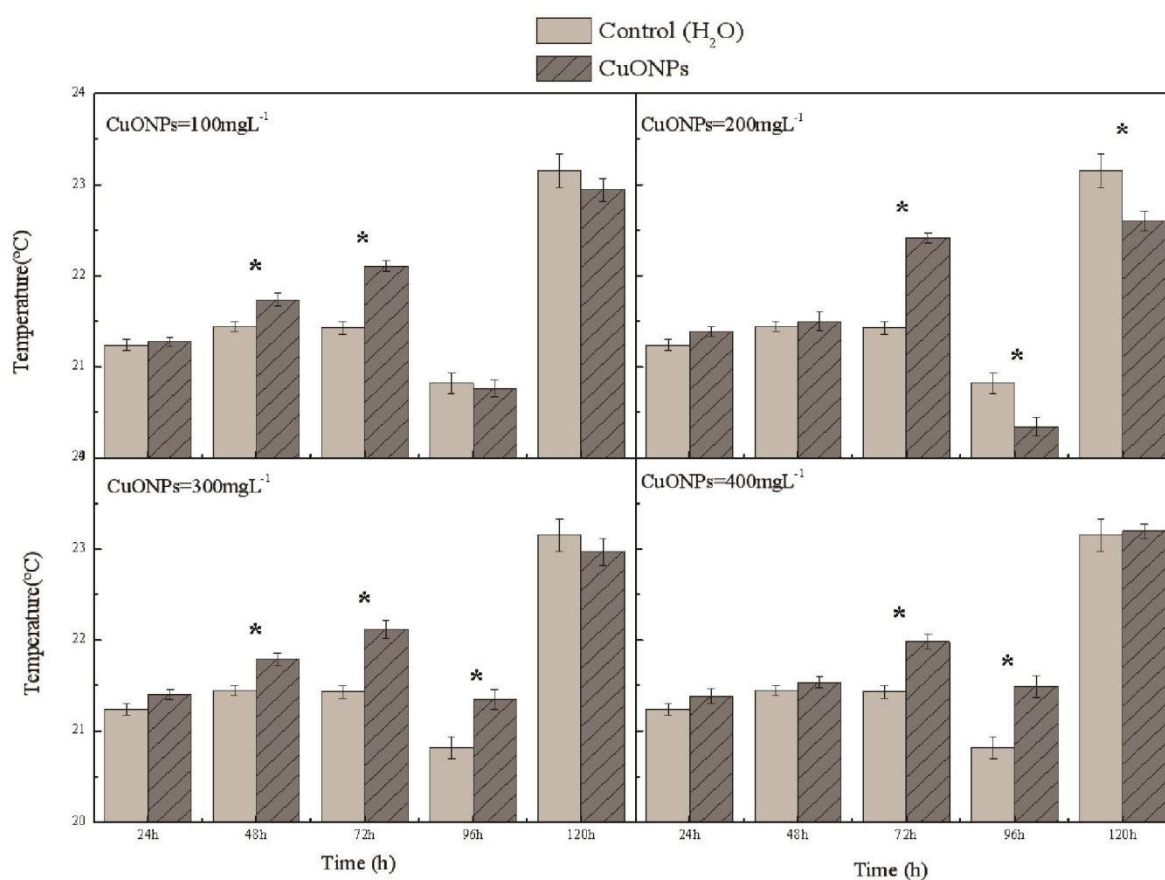 Control (H₂O)
CuONPs
24
CuONPs=100mgL⁻¹
*
*
23
22
21
Temperature(°C)
CuONPs=200mgL⁻¹
*
*
*
CuONPs=300mgL⁻¹
*
*
*
23
22
21
20
Temperature(°C)
CuONPs=400mgL⁻¹
*
*
24h
48h
72h
96h
120h
24h
48h
72h
96h
120h
Time (h)
Time (h)